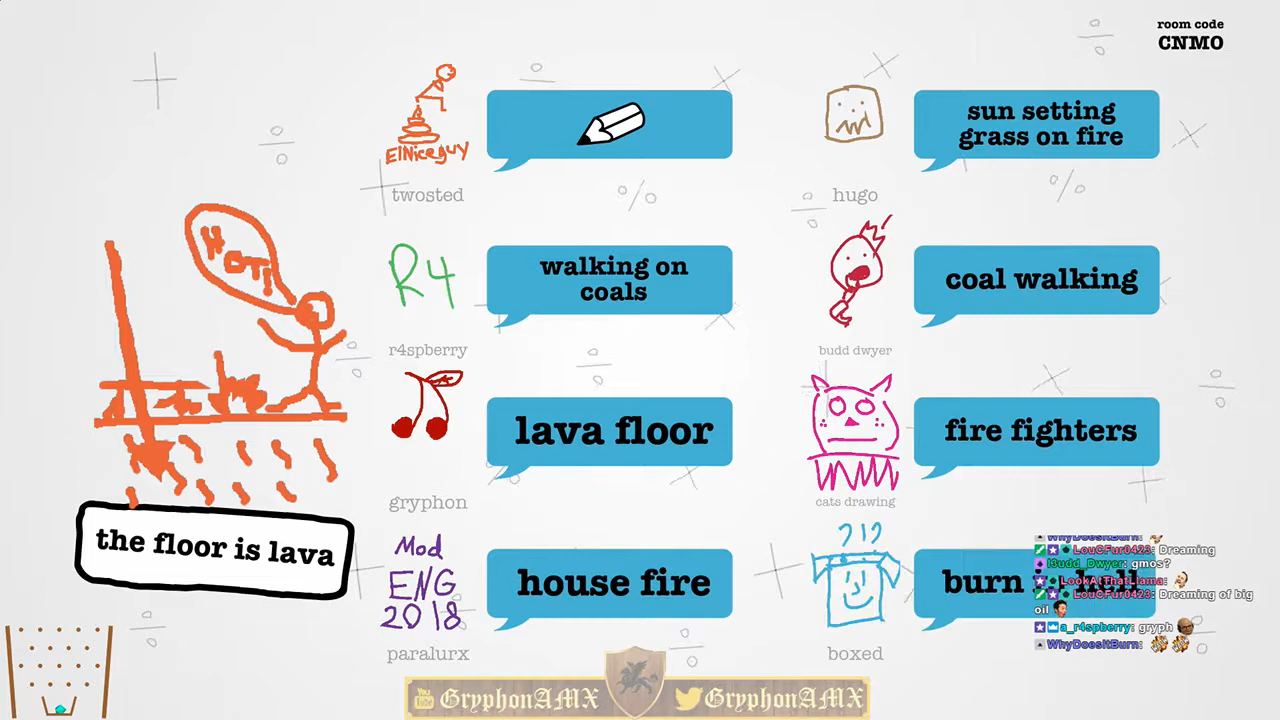 room code
CNMO
HOT!
the floor is lava
ElNiceguy
twosted
sun setting
grass on fire
hugo
R4
walking on
coals
r4spberry
coal walking
budd dwyer
lava floor
gryphon
fire fighters
cats drawing
Mod
ENG
2018
house fire
paralurx
burn
boxed
WhyDoesItBurn:
LouCFur0423: Dreaming
Budd_Dwyer: gmos?
LookAtThatLlama:
LouCFur0423: Dreaming of big
oil
a_r4spberry: gryph
WhyDoesItBurn:
You
Tube
GryphonAMX
GryphonAMX